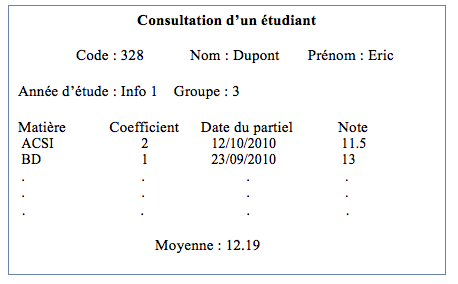 Consultation d'un étudiant
Code : 328 Nom : Dupont Prénom : Eric
Année d'étude : Info 1 Groupe : 3
Matière Coefficient Date du partiel Note
ACSI 2 12/10/2010 11.5
BD 1 23/09/2010 13
. . . .
. . . .
. . . .
Moyenne : 12.19